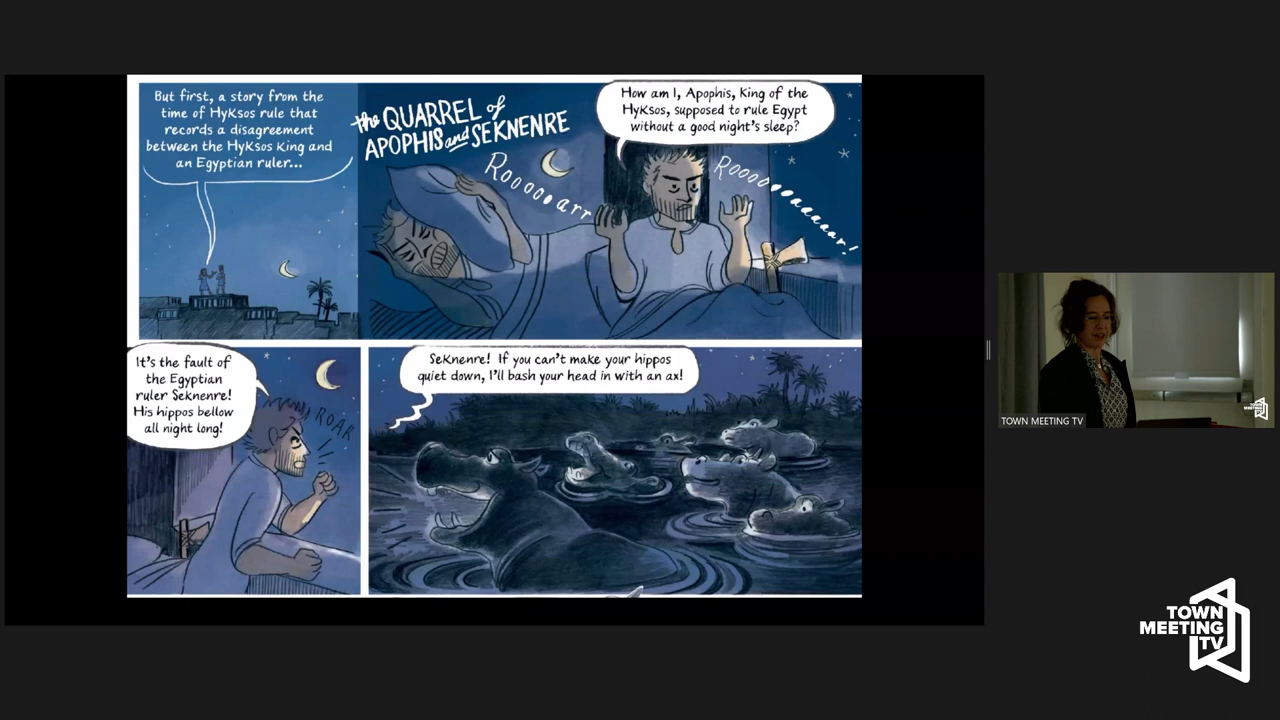 But first, a story from the
time of Hyksos rule that
records a disagreement
between the Hyksos King and
an Egyptian ruler...
the QUARREL of
APOPHIS and SEKNENRE
How am I, Apophis, King of the
Hyksos, supposed to rule Egypt
without a good night's sleep?
Rooooarr
Roooooaaaaar!
It's the fault of
the Egyptian
ruler Seknenre!
His hippos bellow
all night long!
ROAR
Seknenre! If you can't make your hippos
quiet down, I'll bash your head in with an ax!
TOWN MEETING TV
TOWN
MEETING
TV